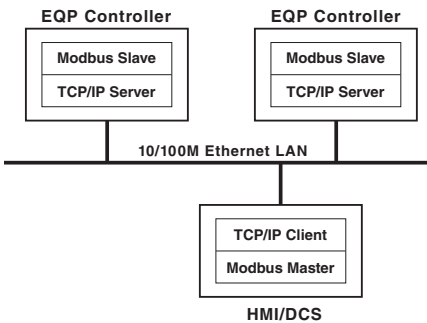 EQP Controller
EQP Controller
Modbus Slave
Modbus Slave
TCP/IP Server
TCP/IP Server
10/100M Ethernet LAN
TCP/IP Client
Modbus Master
HMI/DCS